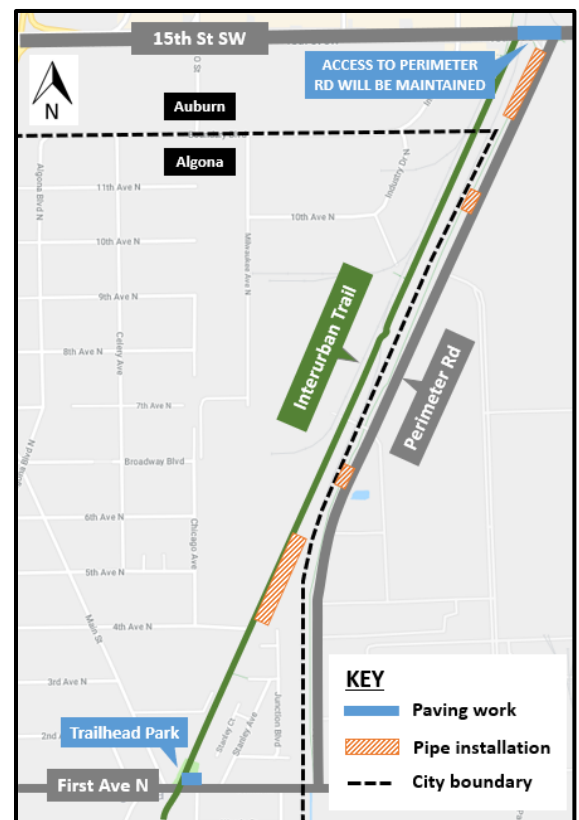 15th St SW
ACCESS TO PERIMETER
RD WILL BE MAINTAINED
N
O St
Auburn
Algona
Algona Blvd N
11th Ave N
Industry Dr N
10th Ave N
10th Ave N
Milwaukee Ave N
9th Ave N
Interurban Trail
Celery Ave
8th Ave N
Perimeter Rd
7th Ave N
Broadway Blvd
6th Ave N
Chicago Ave
5th Ave N
Main St
4th Ave N
3rd Ave N
Stanley Ct
Stanley Ave
Junction Blvd
Trailhead Park
First Ave N
KEY
Paving work
Pipe installation
City boundary